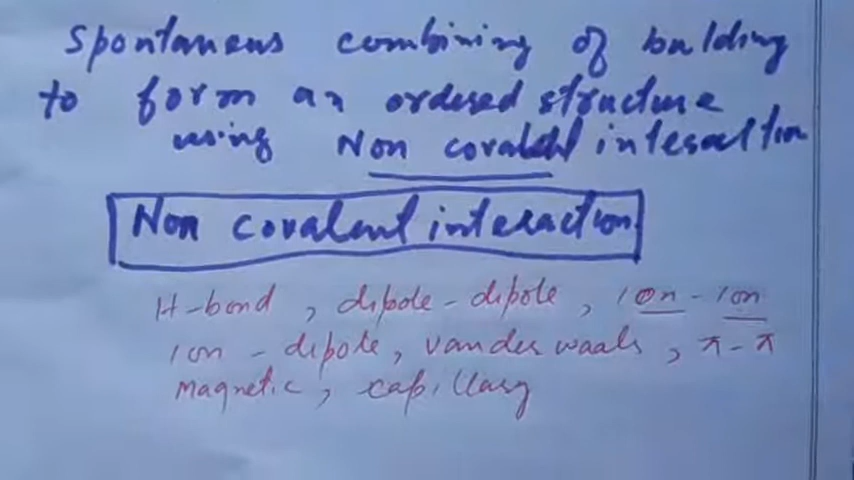 Spontaneus combining of building
to form an ordered structure
using Non covalent interaction
Non covalent interaction
H-bond, dipole-dipole, ion-ion
ion-dipole, vander waals, π-π
magnetic, capillary